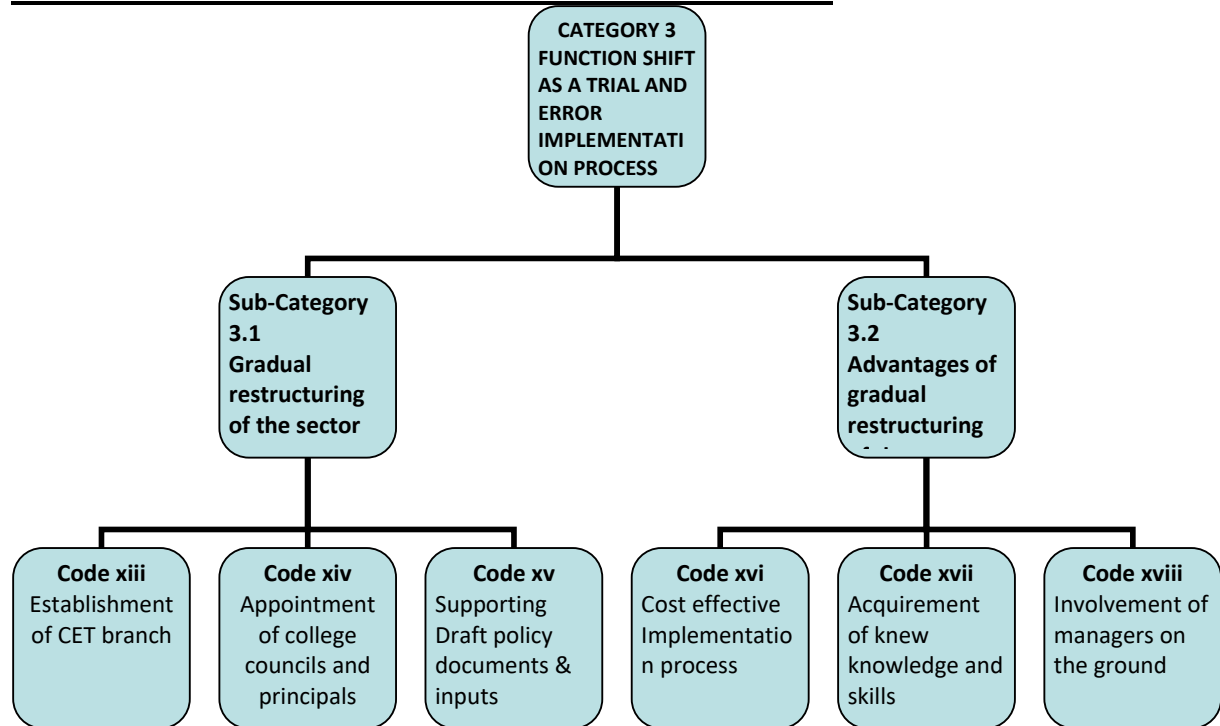 CATEGORY 3
FUNCTION SHIFT
AS A TRIAL AND
ERROR
IMPLEMENTATI
ON PROCESS
Sub-Category
3.1
Gradual
restructuring
of the sector
Sub-Category
3.2
Advantages of
gradual
restructuring
Code xiii
Establishment
of CET branch
Code xiv
Appointment
of college
councils and
principals
Code xv
Supporting
Draft policy
documents &
inputs
Code xvi
Cost effective
Implementatio
n process
Code xvii
Acquirement
of knew
knowledge and
skills
Code xviii
Involvement of
managers on
the ground